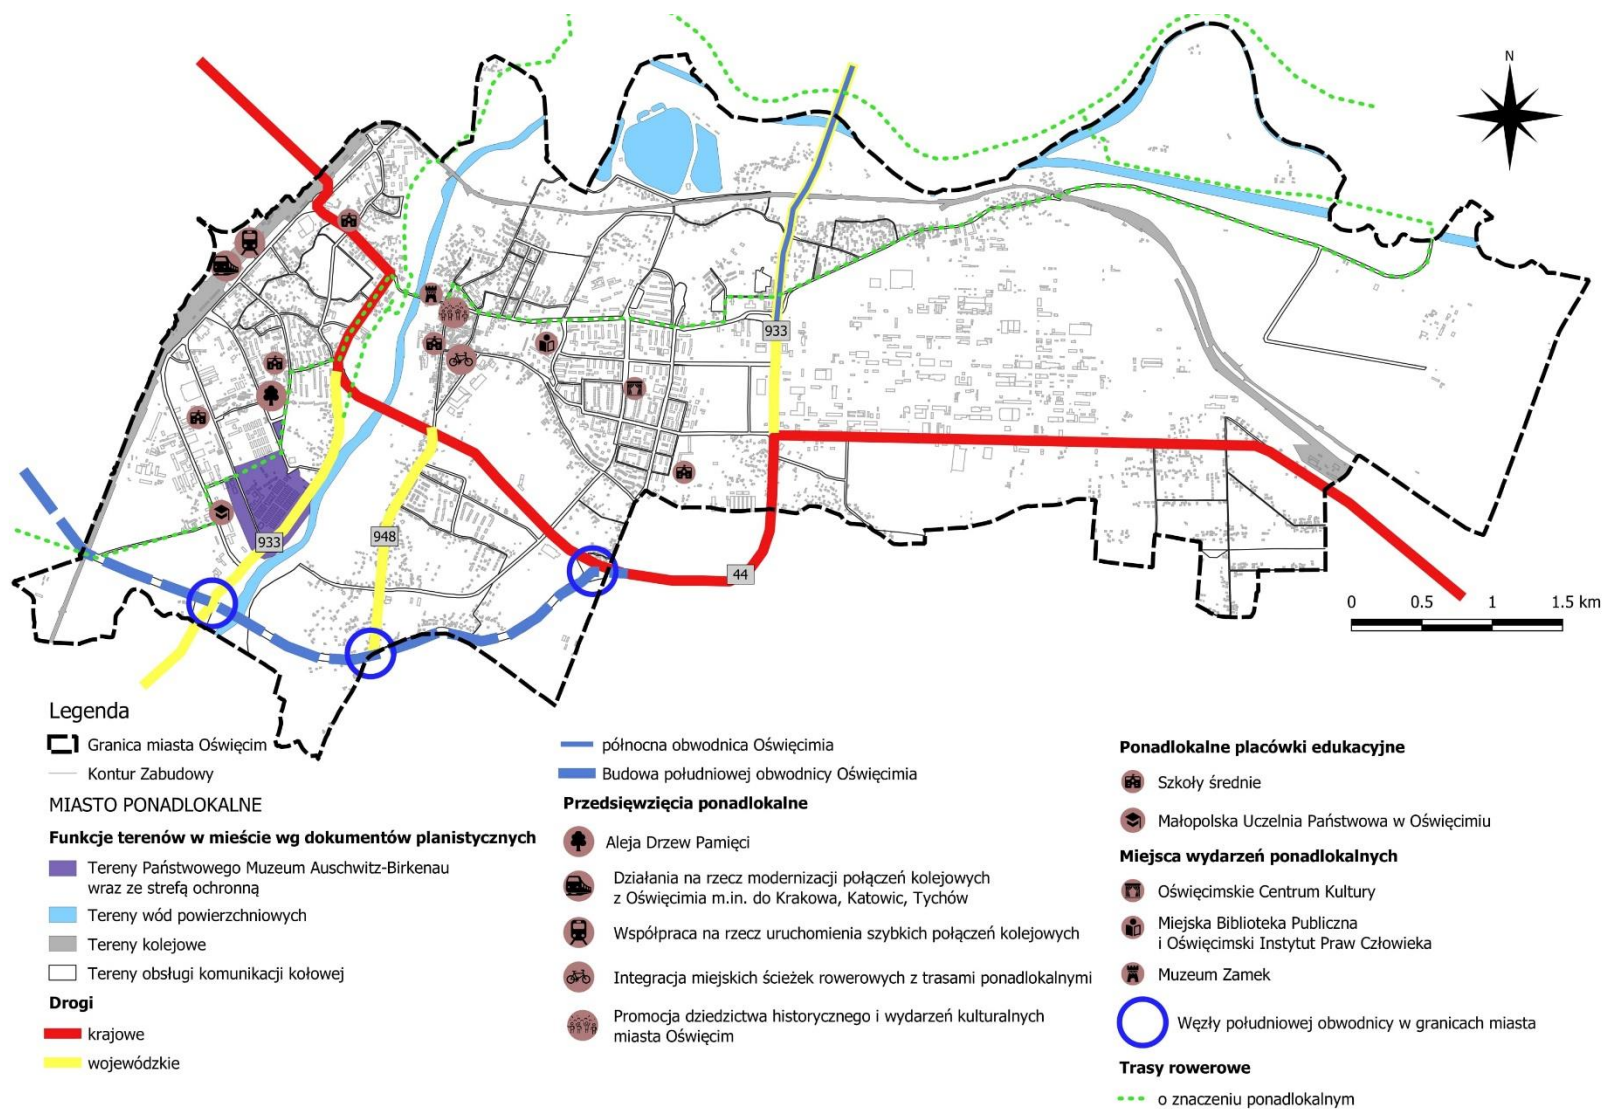 N
933
933
948
44
0 0.5 1 1.5 km
Legenda
Granica miasta Oświęcim
Kontur Zabudowy
MIASTO PONADLOKALNE
Funkcje terenów w mieście wg dokumentów planistycznych
Tereny Państwowego Muzeum Auschwitz-Birkenau
wraz ze strefą ochronną
Tereny wód powierzchniowych
Tereny kolejowe
Tereny obsługi komunikacji kołowej
Drogi
krajowe
wojewódzkie
północna obwodnica Oświęcimia
Budowa południowej obwodnicy Oświęcimia
Przedsięwzięcia ponadlokalne
Aleja Drzew Pamięci
Działania na rzecz modernizacji połączeń kolejowych
z Oświęcimia m.in. do Krakowa, Katowic, Tychów
Współpraca na rzecz uruchomienia szybkich połączeń kolejowych
Integracja miejskich ścieżek rowerowych z trasami ponadlokalnymi
Promocja dziedzictwa historycznego i wydarzeń kulturalnych
miasta Oświęcim
Ponadlokalne placówki edukacyjne
Szkoły średnie
Małopolska Uczelnia Państwowa w Oświęcimiu
Miejsca wydarzeń ponadlokalnych
Oświęcimskie Centrum Kultury
Miejska Biblioteka Publiczna
i Oświęcimski Instytut Praw Człowieka
Muzeum Zamek
Węzły południowej obwodnicy w granicach miasta
Trasy rowerowe
o znaczeniu ponadlokalnym